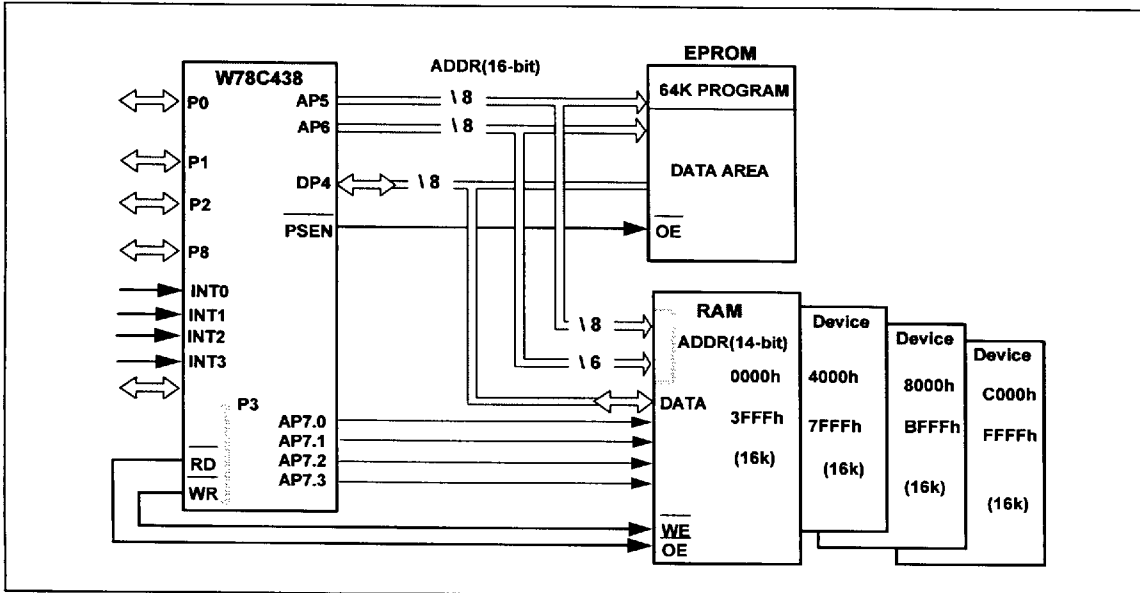 W78C438
P0
P1
P2
P8
INT0
INT1
INT2
INT3
P3
RD
WR
AP5
AP6
DP4
PSEN
AP7.0
AP7.1
AP7.2
AP7.3
ADDR(16-bit)
\ 8
\ 8
\ 8
EPROM
64K PROGRAM
DATA AREA
OE
\ 8
\ 6
RAM
ADDR(14-bit)
0000h
3FFFh
(16k)
DATA
WE
OE
Device
4000h
7FFFh
(16k)
Device
8000h
BFFFh
(16k)
Device
C000h
FFFFh
(16k)